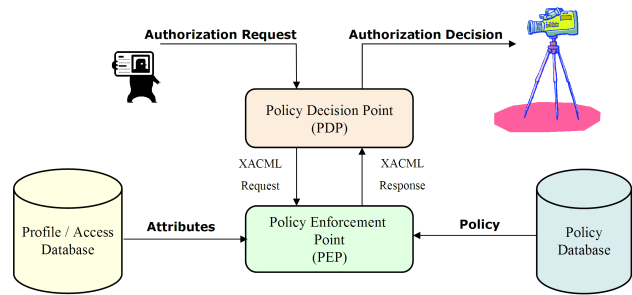 Authorization Request
Authorization Decision
Policy Decision Point
(PDP)
XACML
Request
XACML
Response
Profile / Access
Database
Attributes
Policy Enforcement
Point
(PEP)
Policy
Policy
Database